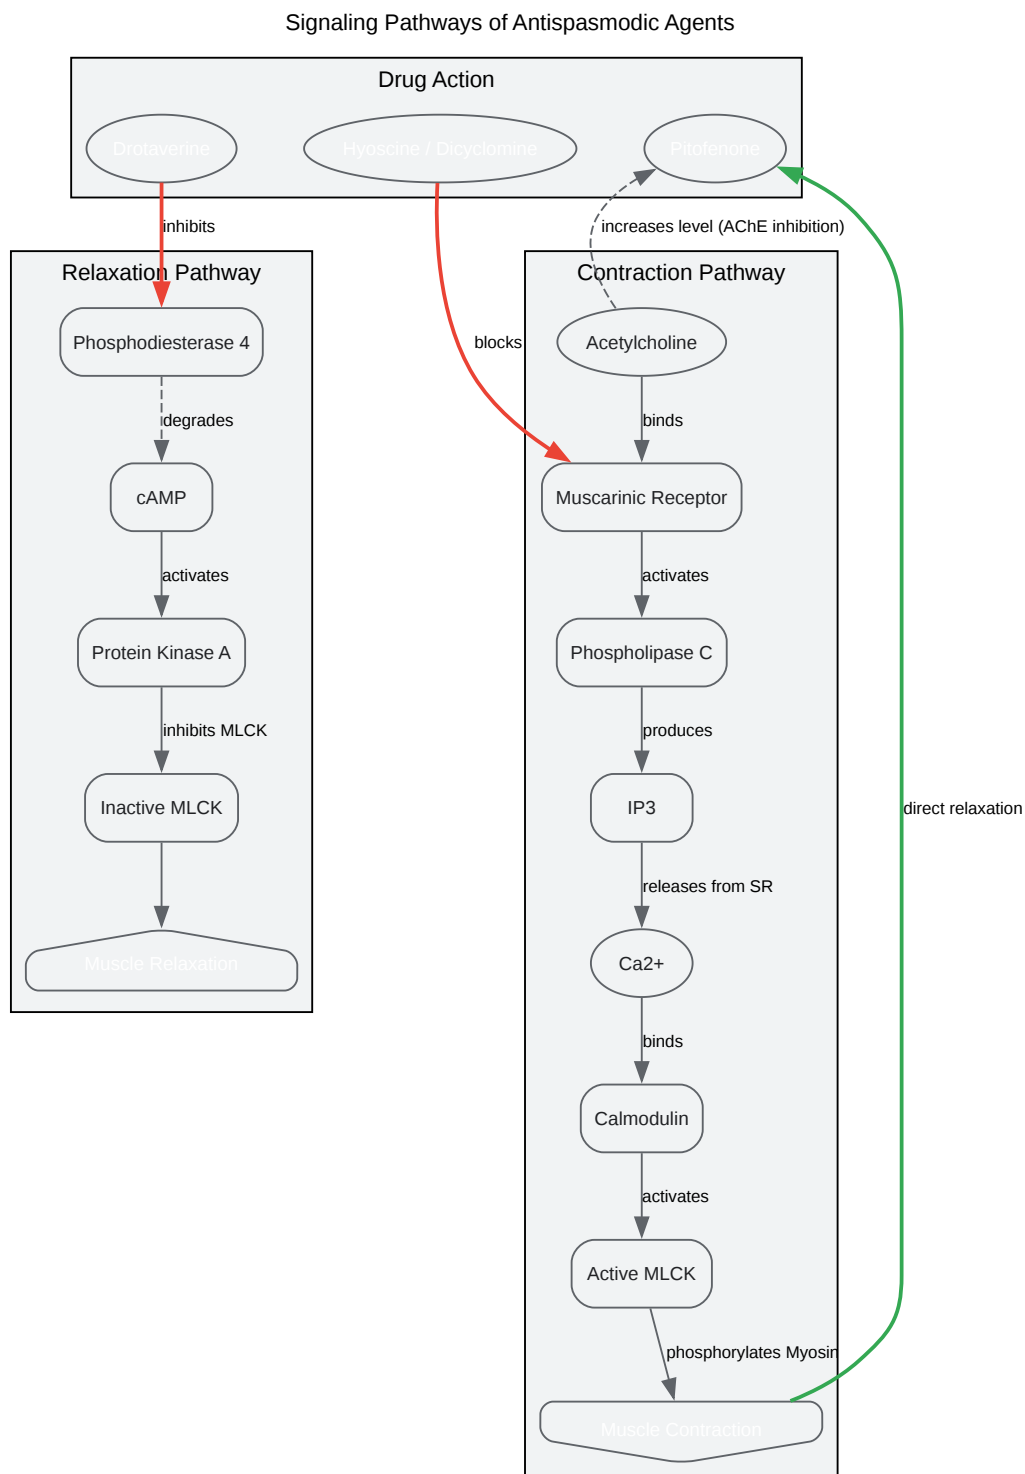 Signaling Pathways of Antispasmodic Agents
Drug Action
Drotaverine
Hyoscine / Dicyclomine
Pitofenone
inhibits
increases level (AChE inhibition)
Relaxation Pathway
Contraction Pathway
Phosphodiesterase 4
blocks
Acetylcholine
degrades
binds
cAMP
Muscarinic Receptor
activates
activates
Protein Kinase A
Phospholipase C
inhibits MLCK
produces
Inactive MLCK
IP3
direct relaxation
releases from SR
Muscle Relaxation
Ca2+
binds
Calmodulin
activates
Active MLCK
phosphorylates Myosin
Muscle Contraction